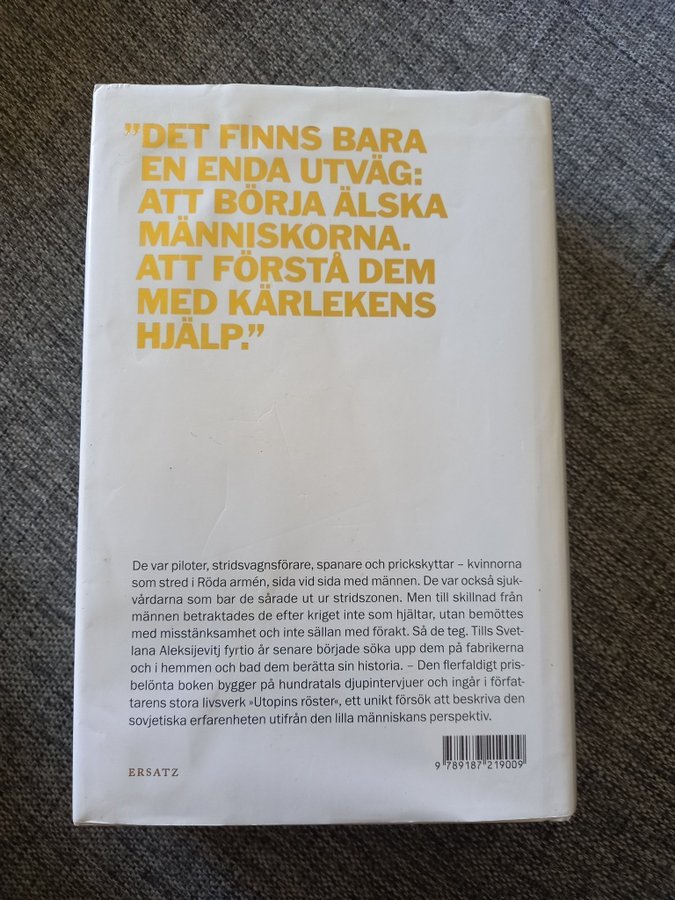 ”DET FINNS BARA
EN ENDA UTVÄG:
ATT BÖRJA ÄLSKA
MÄNNISKORNA.
ATT FÖRSTÅ DEM
MED KÄRLEKENS
HJÄLP.”
De var piloter, stridsvagnsförare, spanare och prickskyttar – kvinnorna
som stred i Röda armén, sida vid sida med männen. De var också sjuk-
vårdarna som bar de sårade ut ur stridszonen. Men till skillnad från
männen betraktades de efter kriget inte som hjältar, utan bemöttes
med misstänksamhet och inte sällan med förakt. Så de teg. Tills Svet-
lana Aleksijevitj fyrtio år senare började söka upp dem på fabrikerna
och i hemmen och bad dem berätta sin historia. – Den flerfaldigt pris-
belönta boken bygger på hundratals djupintervjuer och ingår i förfat-
tarens stora livsverk »Utopins röster«, ett unikt försök att beskriva den
sovjetiska erfarenheten utifrån den lilla människans perspektiv.
ERSATZ
9 789187 219009